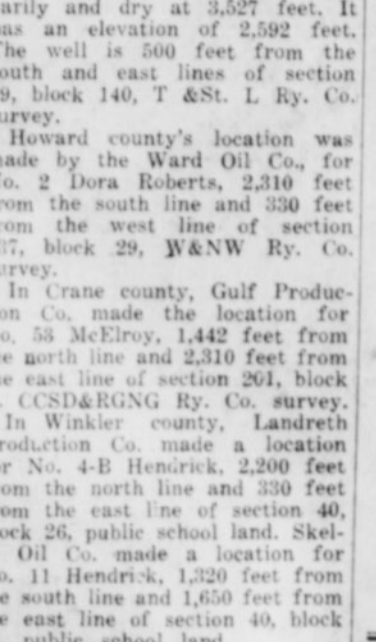 arily and dry at 3,527 feet. It
as an elevation of 2,592 feet.
he well is 500 feet from the
outh and east lines of section
9, block 140, T &St. L Ry. Co.
urvey.
Howard county's location was
ade by the Ward Oil Co., for
o. 2 Dora Roberts, 2,310 feet
rom the south line and 330 feet
rom the west line of section
37, block 29, W&NW Ry. Co.
urvey.
In Crane county, Gulf Produc-
on Co. made the location for
o. 53 McElroy, 1,442 feet from
e north line and 2,310 feet from
e east line of section 201, block
. CCSD&RGNG Ry. Co. survey.
In Winkler county, Landreth
roduction Co. made a location
or No. 4-B Hendrick, 2,200 feet
om the north line and 330 feet
om the east line of section 40,
ock 26, public school land. Skel-
Oil Co. made a location for
o. 11 Hendrick, 1,320 feet from
e south line and 1,650 feet from
e east line of section 40, block
public school land